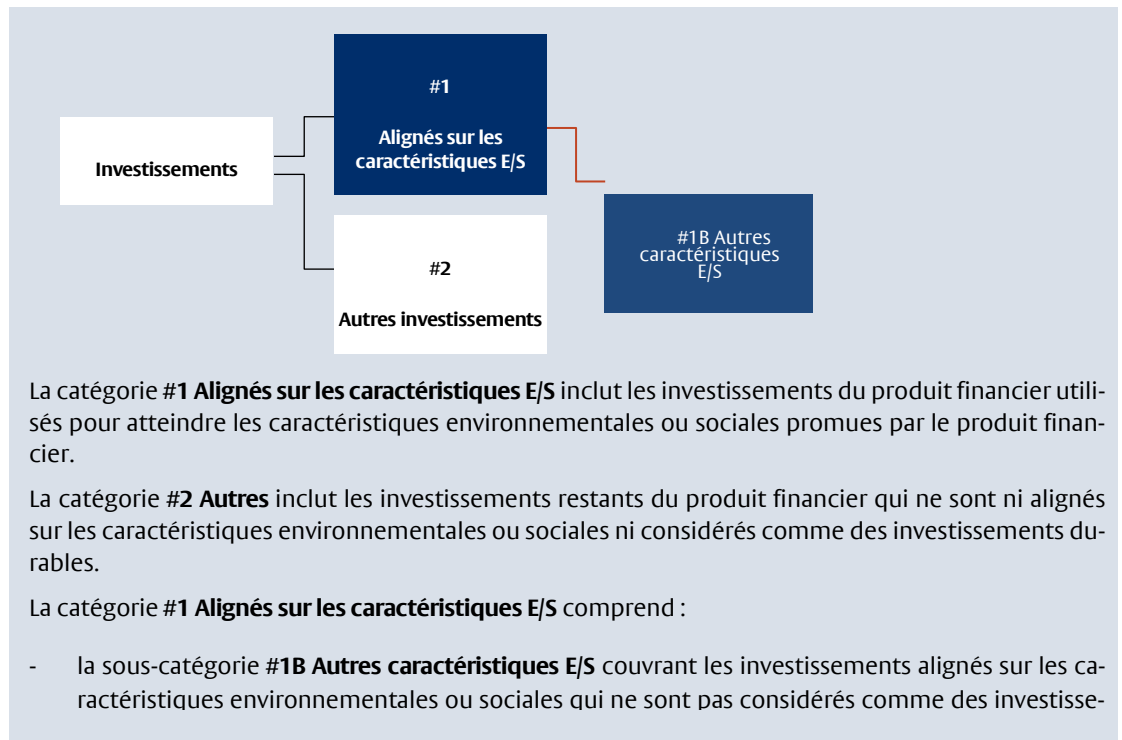 #1
Alignés sur les
caractéristiques E/S
Investissements
#1B Autres
caractéristiques
E/S
#2
Autres investissements
La catégorie #1 Alignés sur les caractéristiques E/S inclut les investissements du produit financier utili-
sés pour atteindre les caractéristiques environnementales ou sociales promues par le produit finan-
cier.
La catégorie #2 Autres inclut les investissements restants du produit financier qui ne sont ni alignés
sur les caractéristiques environnementales ou sociales ni considérés comme des investissements du-
rables.
La catégorie #1 Alignés sur les caractéristiques E/S comprend :
- la sous-catégorie #1B Autres caractéristiques E/S couvrant les investissements alignés sur les ca-
ractéristiques environnementales ou sociales qui ne sont pas considérés comme des investisse-